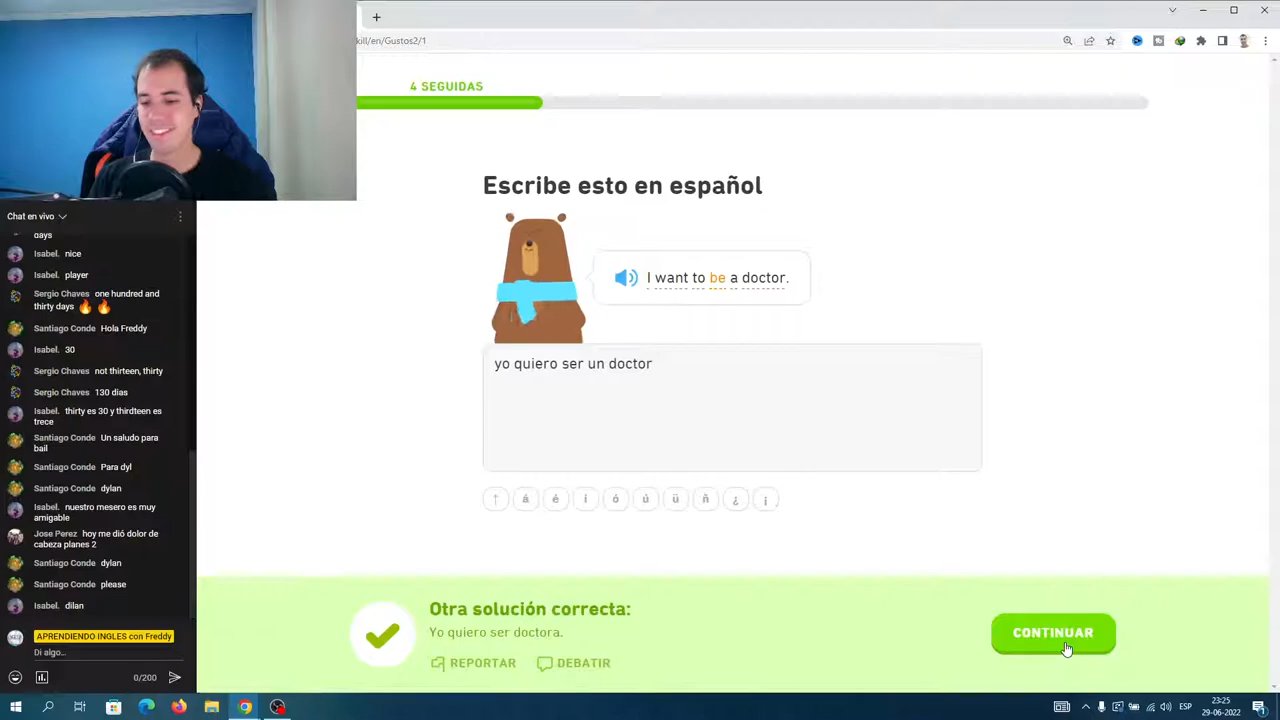 kill/en/Gustos2/1
4 SEGUIDAS
Escribe esto en español
I want to be a doctor.
yo quiero ser un doctor
↑ á é í ó ú ü ñ ¿ ¡
Otra solución correcta:
Yo quiero ser doctora.
REPORTAR DEBATIR
CONTINUAR
Chat en vivo
days
Isabel. nice
Isabel. player
Sergio Chaves one hundred and
thirty days 🔥 🔥
Santiago Conde Hola Freddy
Isabel. 30
Sergio Chaves not thirteen, thirty
Sergio Chaves 130 dias
Isabel. thirty es 30 y thirdteen es
trece
Santiago Conde Un saludo para
bail
Santiago Conde Para dyl
Santiago Conde dylan
Isabel. nuestro mesero es muy
amigable
Jose Perez hoy me dió dolor de
cabeza planes 2
Santiago Conde dylan
Santiago Conde please
Isabel. dilan
APRENDIENDO INGLES con Freddy
Di algo...
0/200
ESP
23:25
29-06-2022